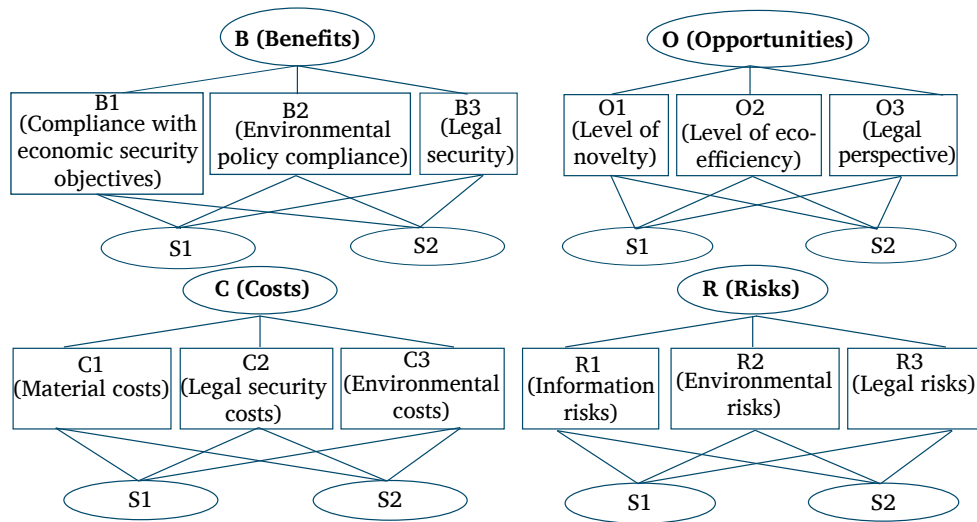 B (Benefits)
B1
(Compliance with
economic security
objectives)
B2
(Environmental
policy compliance)
B3
(Legal
security)
S1
S2
O (Opportunities)
O1
(Level of
novelty)
O2
(Level of eco-
efficiency)
O3
(Legal
perspective)
S1
S2
C (Costs)
C1
(Material costs)
C2
(Legal security
costs)
C3
(Environmental
costs)
S1
S2
R (Risks)
R1
(Information
risks)
R2
(Environmental
risks)
R3
(Legal risks)
S1
S2